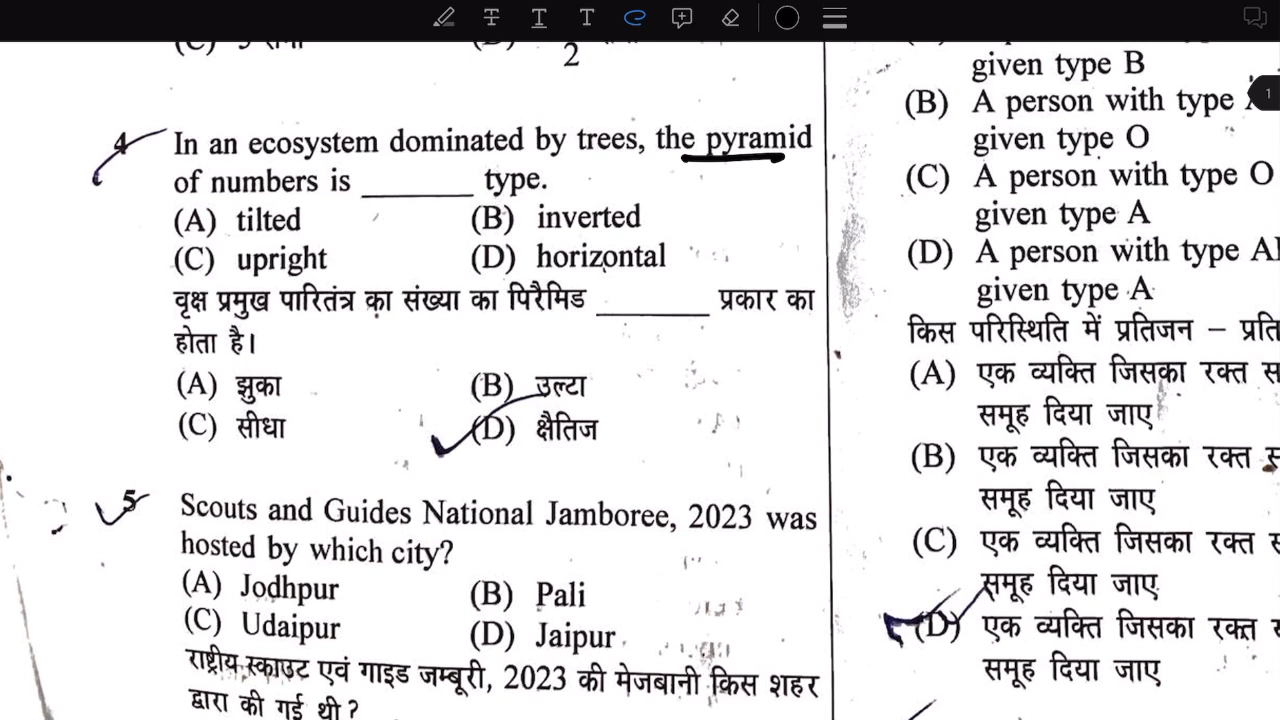 2
4 In an ecosystem dominated by trees, the pyramid
of numbers is ________ type.
(A) tilted (B) inverted
(C) upright (D) horizontal
वृक्ष प्रमुख पारितंत्र का संख्या का पिरैमिड ________ प्रकार का
होता है।
(A) झुका (B) उल्टा
(C) सीधा (D) क्षैतिज
5 Scouts and Guides National Jamboree, 2023 was
hosted by which city?
(A) Jodhpur (B) Pali
(C) Udaipur (D) Jaipur
राष्ट्रीय स्काउट एवं गाइड जम्बूरी, 2023 की मेजबानी किस शहर
द्वारा की गई थी ?
given type B
(B) A person with type
given type O
(C) A person with type O
given type A
(D) A person with type
given type A
किस परिस्थिति में प्रतिजन –
(A) एक व्यक्ति जिसका रक्त
समूह दिया जाए
(B) एक व्यक्ति जिसका रक्त
समूह दिया जाए
(C) एक व्यक्ति जिसका रक्त
समूह दिया जाए
(D) एक व्यक्ति जिसका रक्त
समूह दिया जाए
1